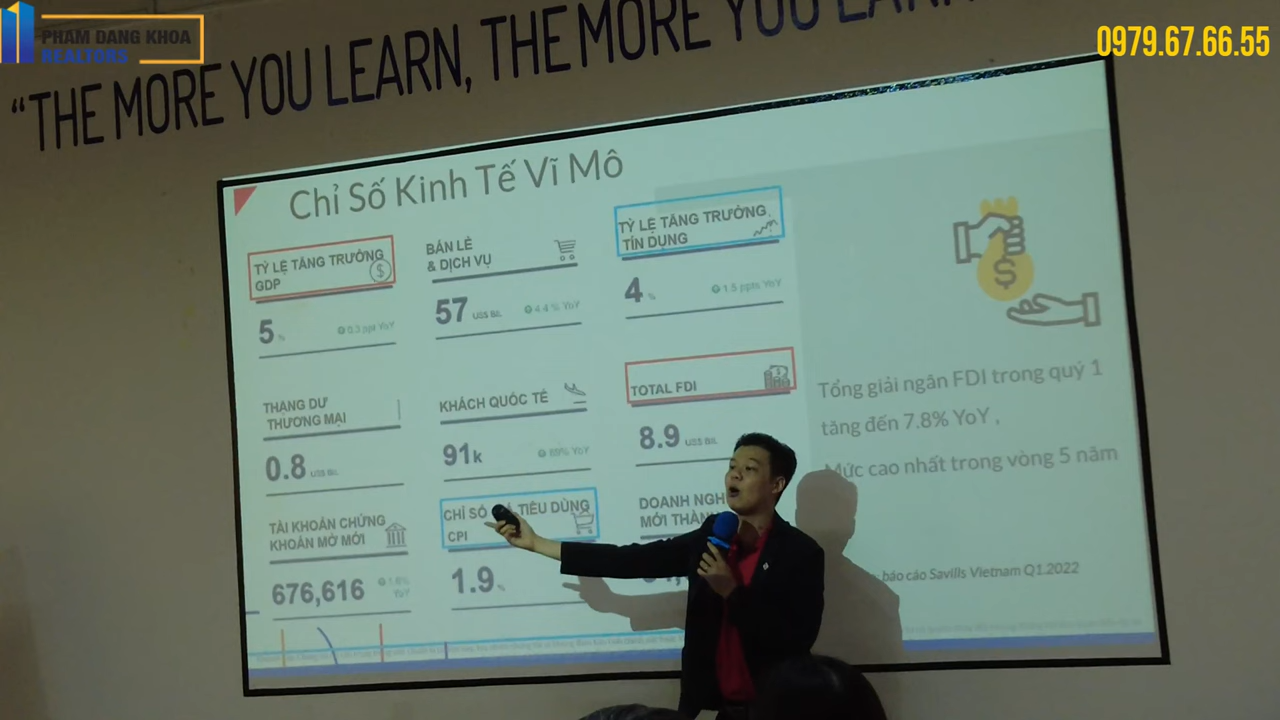 PHAM DANG KHOA
REALTORS
0979.67.66.55
“THE MORE YOU LEARN, THE MORE YOU LEARN
Chỉ Số Kinh Tế Vĩ Mô
TỶ LỆ TĂNG TRƯỞNG
GDP
5 %
0.3 ppt YoY
BÁN LẺ
& DỊCH VỤ
57 US$ BIL
4.4 % YoY
TỶ LỆ TĂNG TRƯỞNG
TÍN DỤNG
4 %
1.5 ppts YoY
THẶNG DƯ
THƯƠNG MẠI
0.8 US$ BIL
KHÁCH QUỐC TẾ
91k
89% YoY
TOTAL FDI
8.9 US$ BIL
Tổng giải ngân FDI trong quý 1
tăng đến 7.8% YoY ,
Mức cao nhất trong vòng 5 năm
TÀI KHOẢN CHỨNG
KHOÁN MỞ MỚI
676,616
YoY
CHỈ SỐ TIÊU DÙNG
CPI
1.9 %
DOANH NGH
MỚI THÀN
báo cáo Savills Vietnam Q1.2022